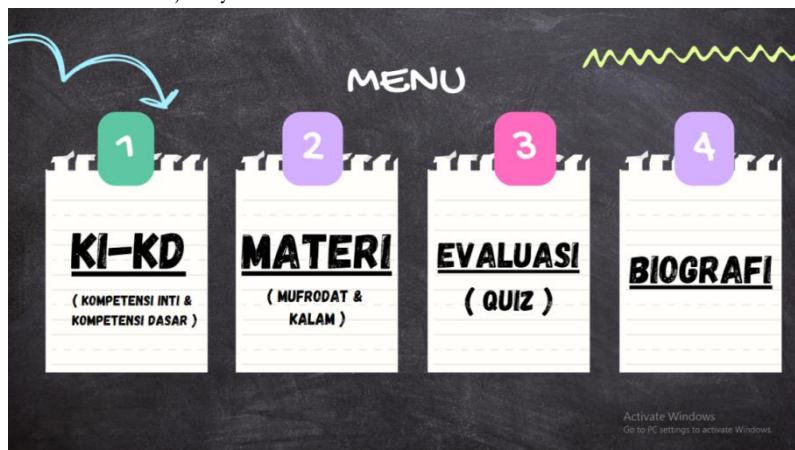 MENU
1
KI-KD
( KOMPETENSI INTI &
KOMPETENSI DASAR )
2
MATERI
( MUFRODAT &
KALAM )
3
EVALUASI
( QUIZ )
4
BIOGRAFI
Activate Windows
Go to PC settings to activate Windows.